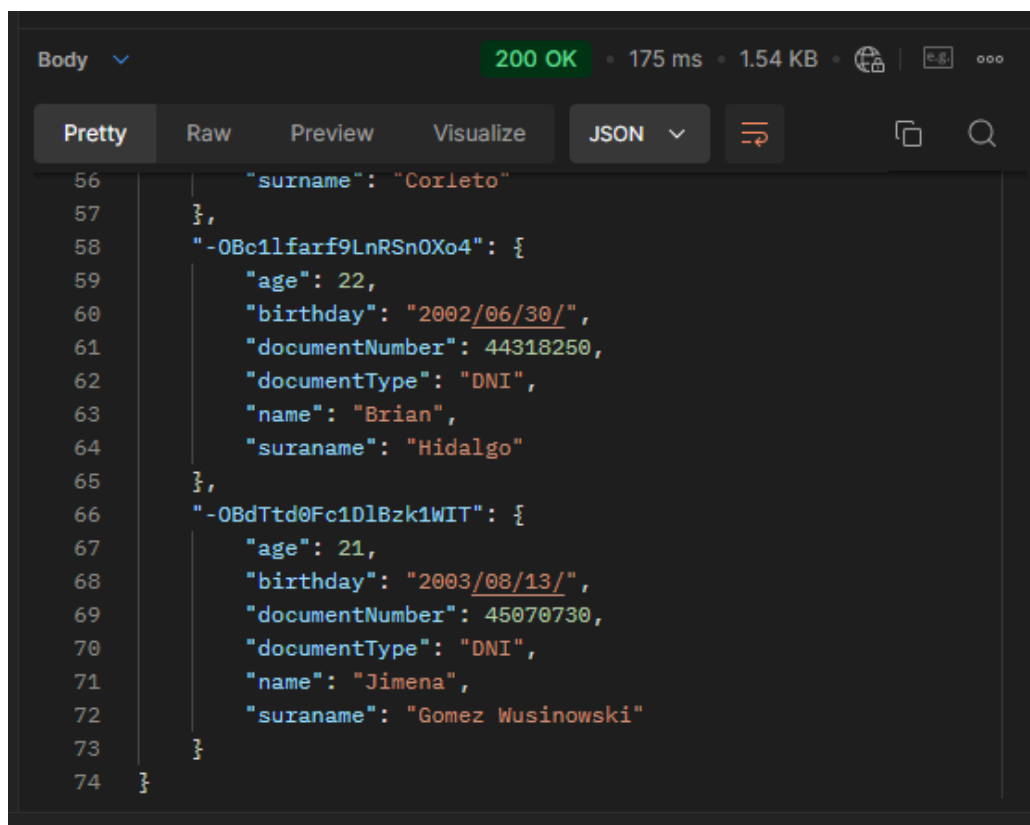 Body 200 OK • 175 ms • 1.54 KB • e.g.
Pretty Raw Preview Visualize JSON
56 "surname": "Corleto"
57 },
58 "-OBc1lfarf9LnRSnOXo4": {
59 "age": 22,
60 "birthday": "2002/06/30/",
61 "documentNumber": 44318250,
62 "documentType": "DNI",
63 "name": "Brian",
64 "suraname": "Hidalgo"
65 },
66 "-OBdTtd0Fc1DlBzk1WIT": {
67 "age": 21,
68 "birthday": "2003/08/13/",
69 "documentNumber": 45070730,
70 "documentType": "DNI",
71 "name": "Jimena",
72 "suraname": "Gomez Wusinowski"
73 }
74 }